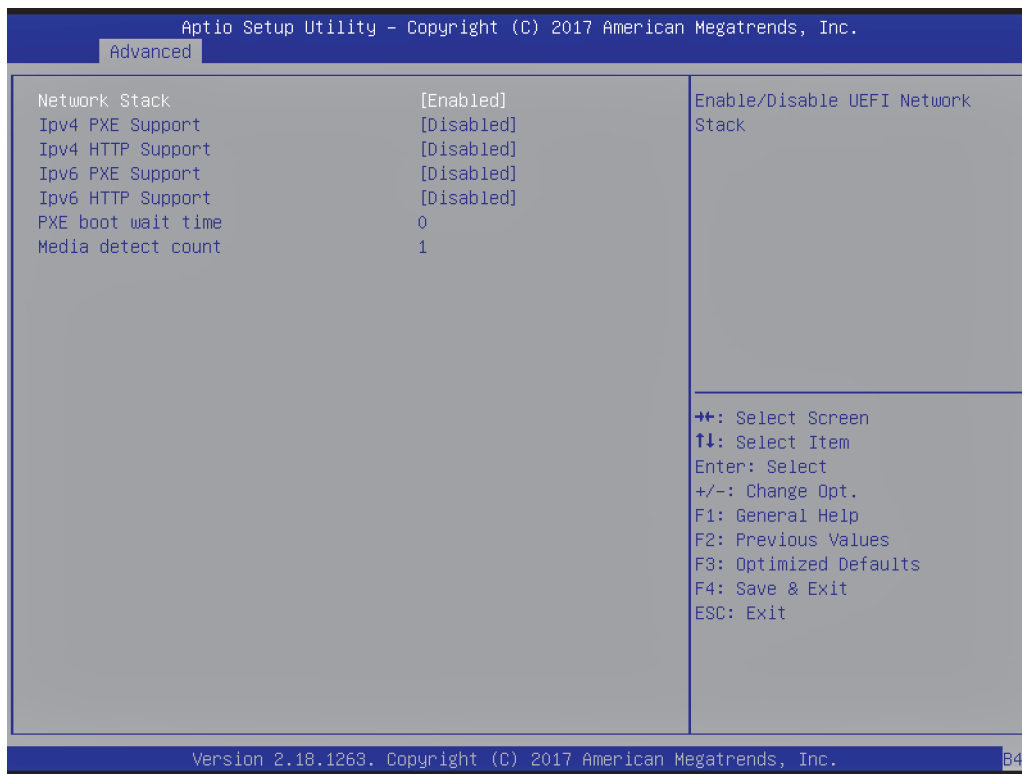 Aptio Setup Utility – Copyright (C) 2017 American Megatrends, Inc.
Advanced
Network Stack [Enabled]
Ipv4 PXE Support [Disabled]
Ipv4 HTTP Support [Disabled]
Ipv6 PXE Support [Disabled]
Ipv6 HTTP Support [Disabled]
PXE boot wait time 0
Media detect count 1
Enable/Disable UEFI Network
Stack
→←: Select Screen
↑↓: Select Item
Enter: Select
+/-: Change Opt.
F1: General Help
F2: Previous Values
F3: Optimized Defaults
F4: Save & Exit
ESC: Exit
Version 2.18.1263. Copyright (C) 2017 American Megatrends, Inc.
B4